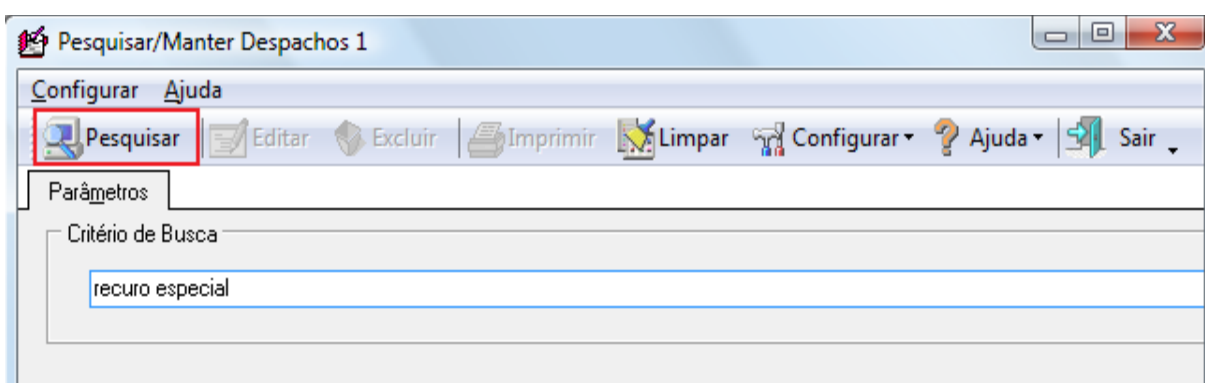 Pesquisar/Manter Despachos 1
Configurar Ajuda
Pesquisar Editar Excluir Imprimir Limpar Configurar Ajuda Sair
Parâmetros
Critério de Busca
recuro especial